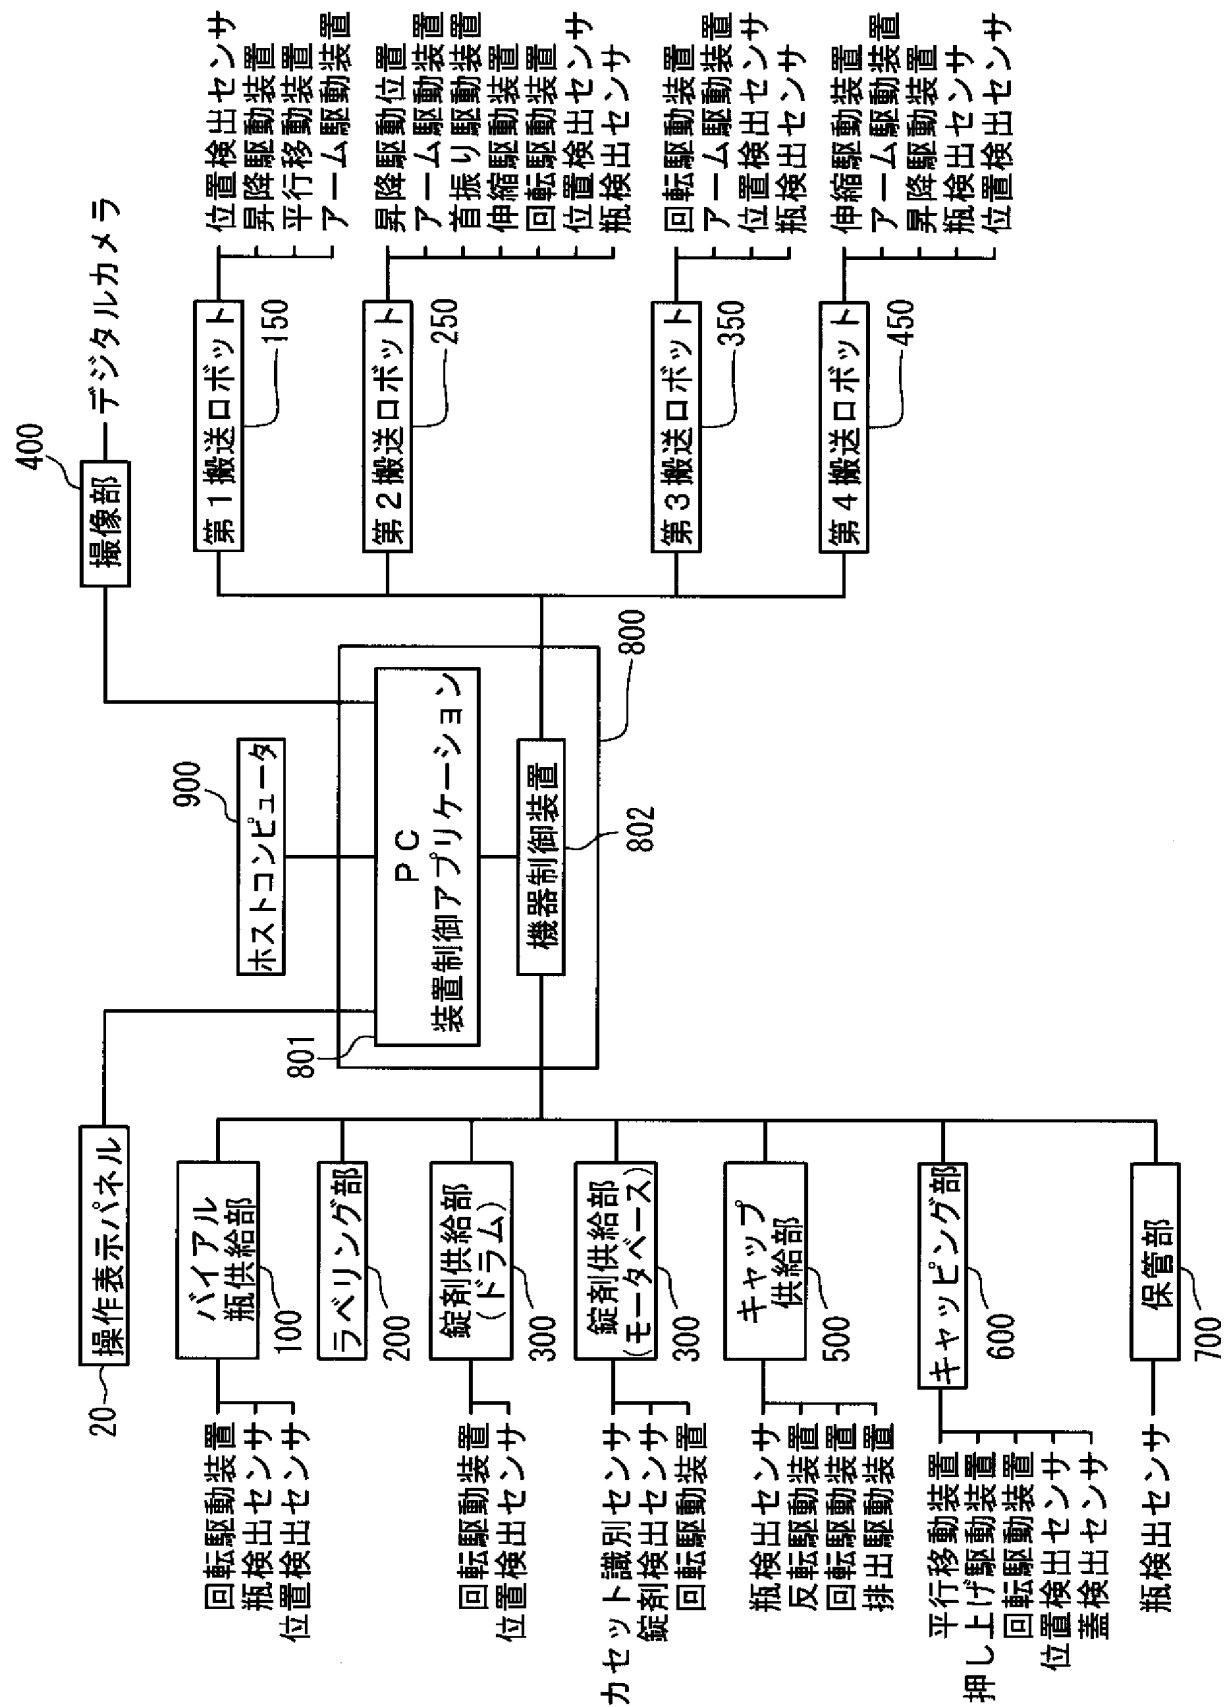 操作表示パネル
20
ホストコンピュータ
900
撮像部
400
デジタルカメラ
800
PC
装置制御アプリケーション
801
機器制御装置
802
回転駆動装置
瓶検出センサ
位置検出センサ
バイアル
瓶供給部
100
ラベリング部
200
回転駆動装置
位置検出センサ
錠剤供給部
(ドラム)
300
カセット識別センサ
錠剤検出センサ
回転駆動装置
錠剤供給部
(モータベース)
300
瓶検出センサ
反転駆動装置
回転駆動装置
排出駆動装置
キャップ
供給部
500
平行移動装置
押し上げ駆動装置
回転駆動装置
位置検出センサ
蓋検出センサ
キャッピング部
600
瓶検出センサ
保管部
700
第1搬送ロボット
150
位置検出センサ
昇降駆動装置
平行移動装置
アーム駆動装置
第2搬送ロボット
250
昇降駆動位置
アーム駆動装置
首振り駆動装置
伸縮駆動装置
回転駆動装置
位置検出センサ
瓶検出センサ
第3搬送ロボット
350
回転駆動装置
アーム駆動装置
位置検出センサ
瓶検出センサ
第4搬送ロボット
450
伸縮駆動装置
アーム駆動装置
昇降駆動装置
瓶検出センサ
位置検出センサ